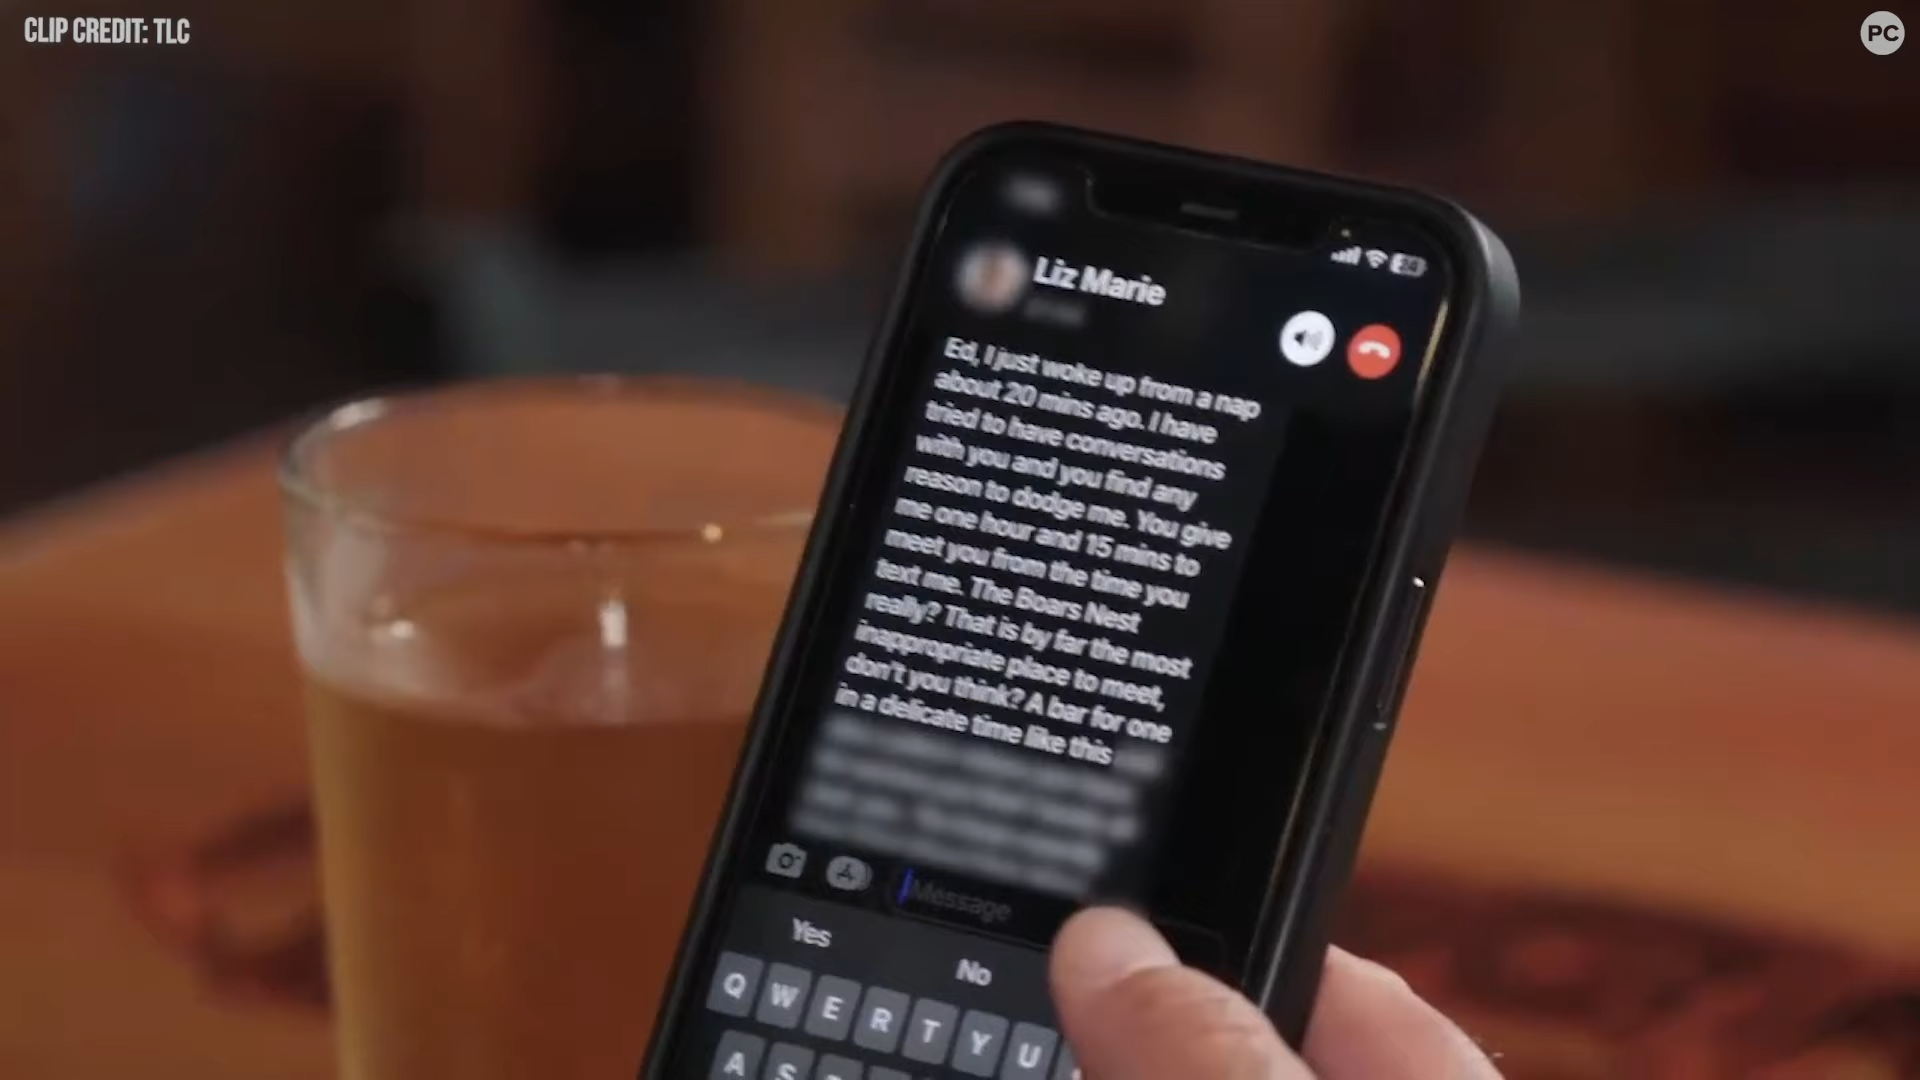 CLIP CREDIT: TLC
PC
Liz Marie
Ed, I just woke up from a nap
about 20 mins ago. I have
tried to have conversations
with you and you find any
reason to dodge me. You give
me one hour and 15 mins to
meet you from the time you
text me. The Boars Nest
really? That is by far the most
inappropriate place to meet,
don't you think? A bar for one
in a delicate time like this
Message
Yes
No
Q W E R T Y U
A S